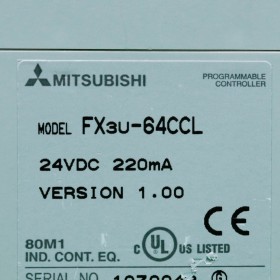 MITSUBISHI
PROGRAMMABLE
CONTROLLER
MODEL FX3U-64CCL
24VDC 220mA
VERSION 1.00
CE
80M1
IND. CONT. EQ.
C UL US LISTED
SERIAL NO.